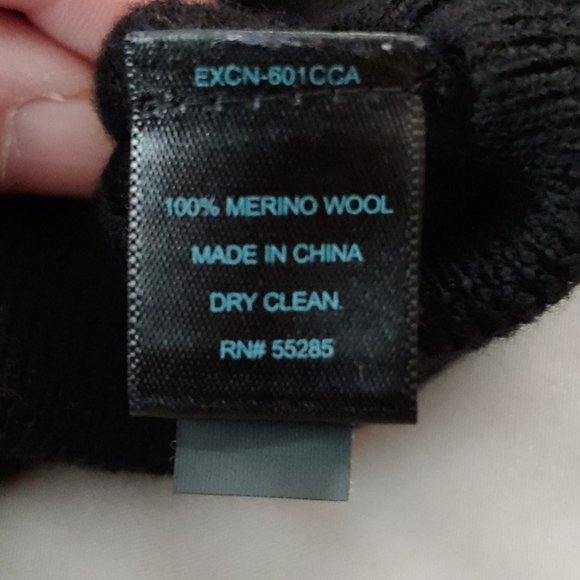 EXCN-601CCA
100% MERINO WOOL
MADE IN CHINA
DRY CLEAN.
RN# 55285